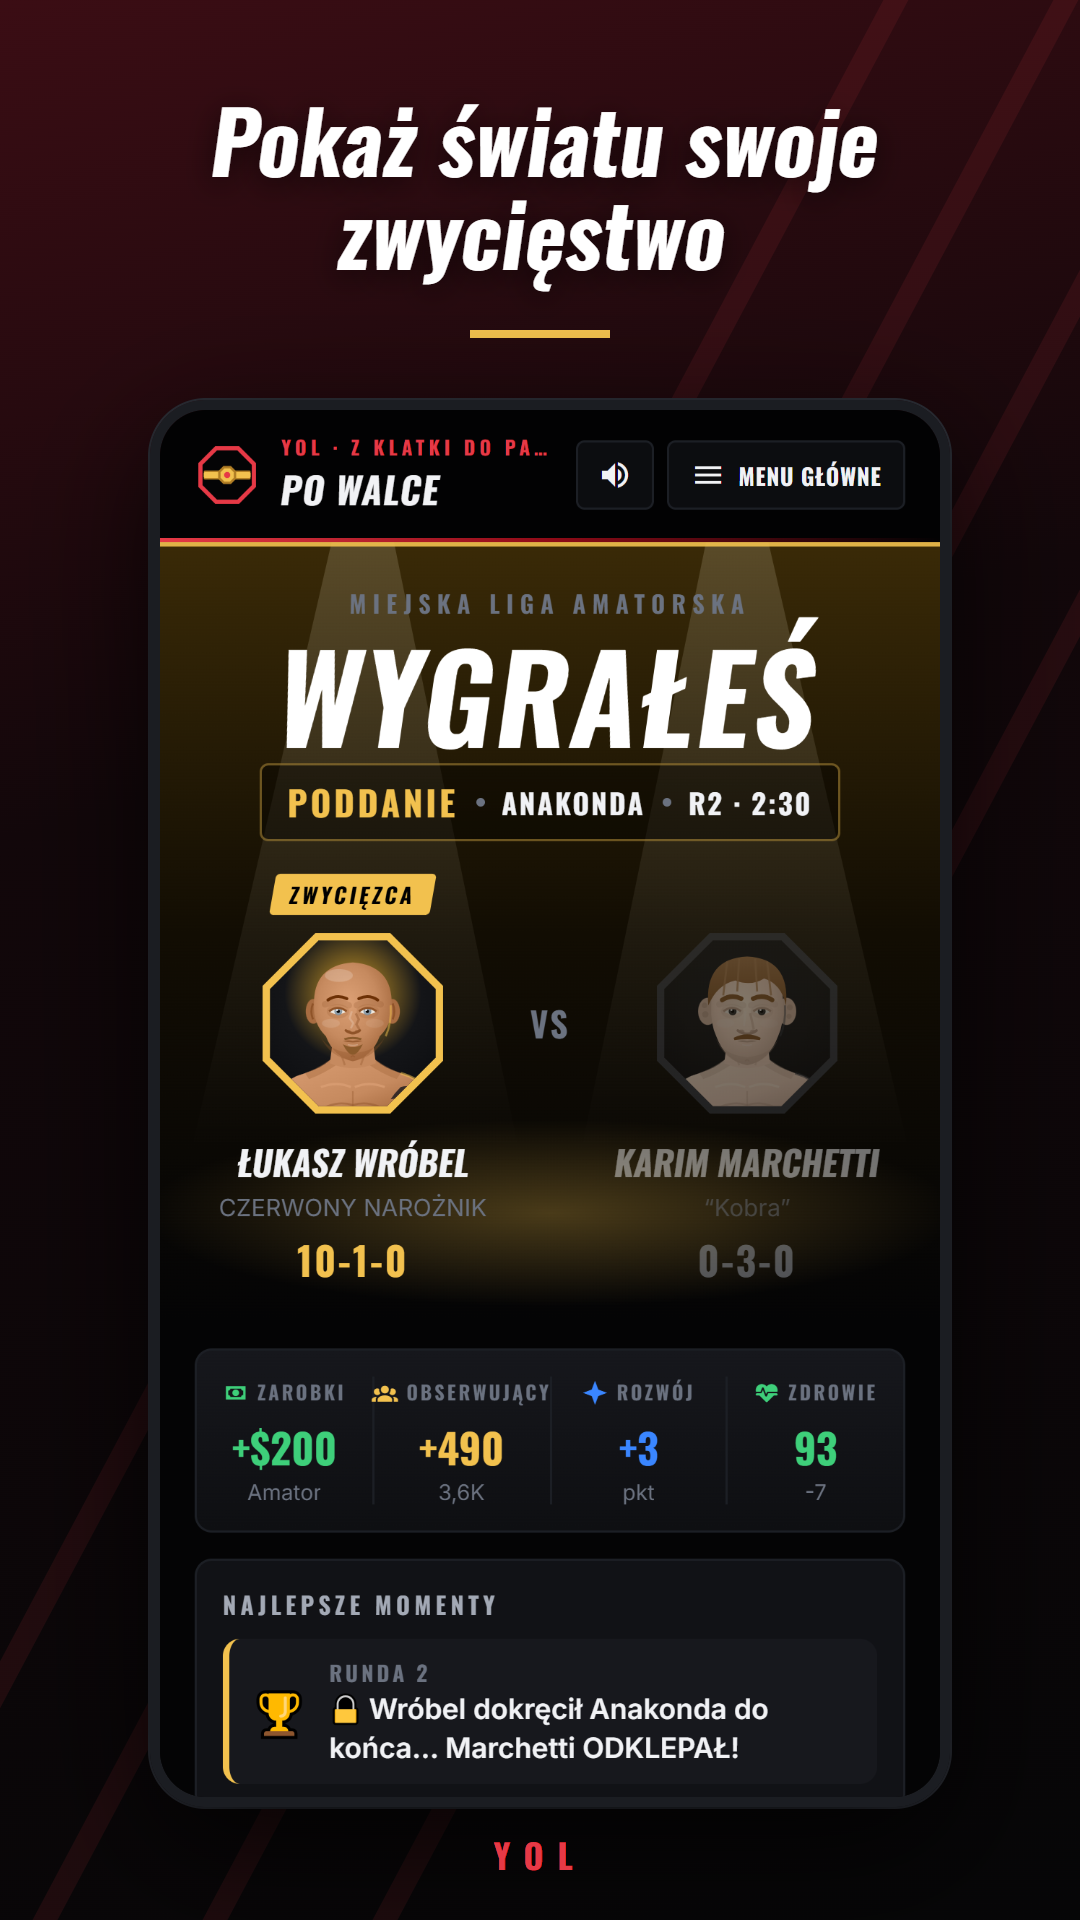 Pokaż światu swoje
zwycięstwo
YOL · Z KLATKI DO PA…
PO WALCE
MENU GŁÓWNE
MIEJSKA LIGA AMATORSKA
WYGRAŁEŚ
PODDANIE • ANAKONDA • R2 · 2:30
ZWYCIĘZCA
VS
ŁUKASZ WRÓBEL
KARIM MARCHETTI
CZERWONY NAROŻNIK
“Kobra”
10-1-0
0-3-0
ZAROBKI
OBSERWUJĄCY
ROZWÓJ
ZDROWIE
+$200
+490
+3
93
Amator
3,6K
pkt
-7
NAJLEPSZE MOMENTY
RUNDA 2
🔒 Wróbel dokręcił Anakonda do
końca… Marchetti ODKLEPAŁ!
YOL